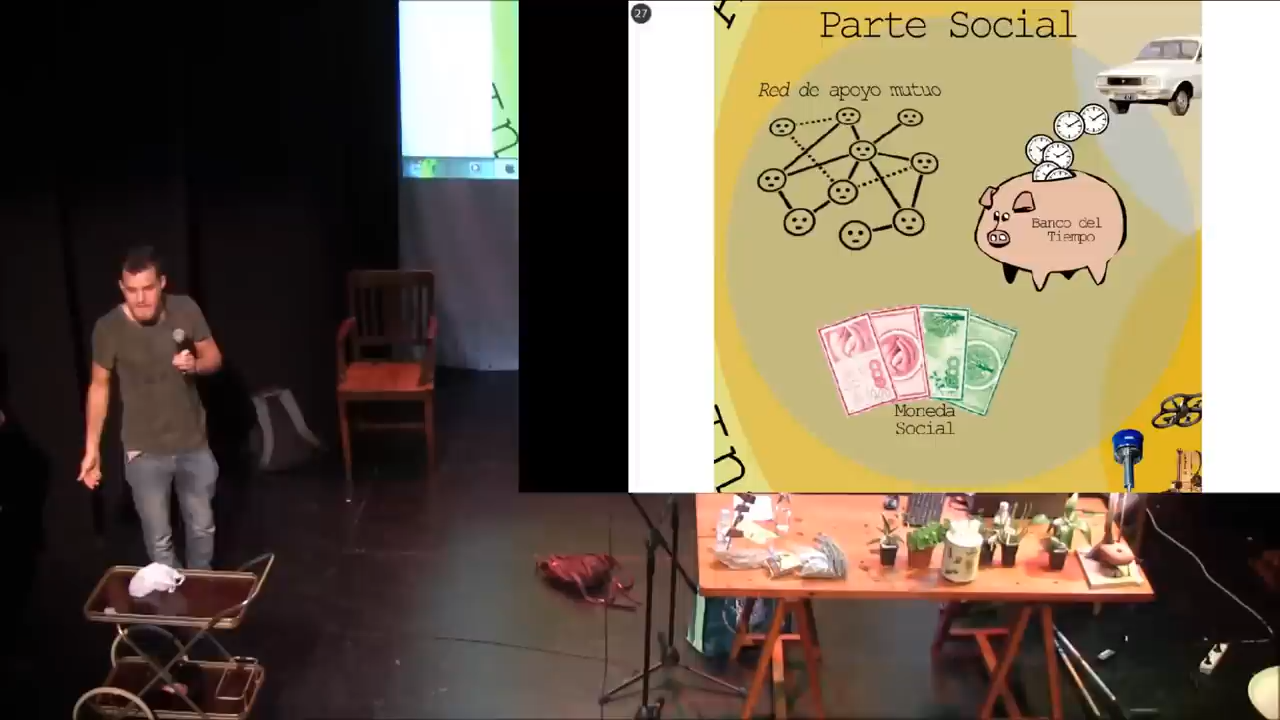 27
Parte Social
Red de apoyo mutuo
Banco del
Tiempo
Moneda
Social